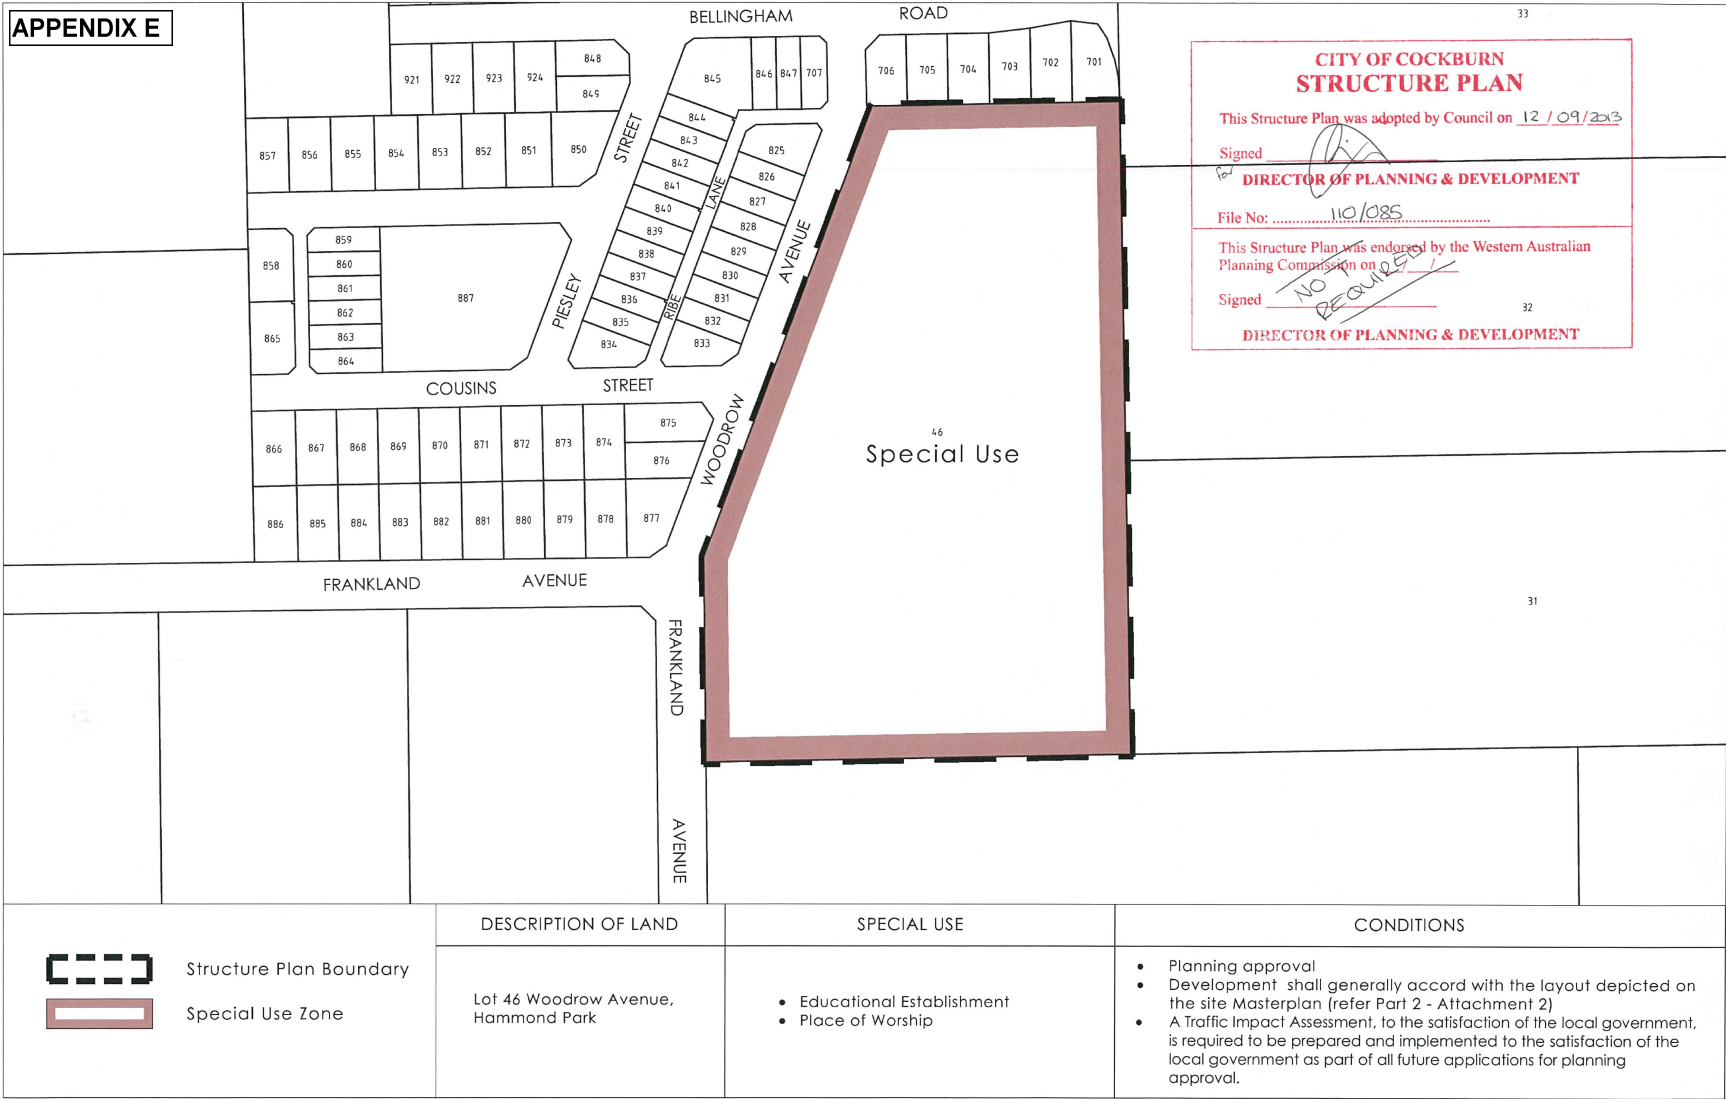 APPENDIX E
BELLINGHAM ROAD
33
921 922 923 924 848
849
845 846 847 707
706 705 704 703 702 701
CITY OF COCKBURN
STRUCTURE PLAN
This Structure Plan was adopted by Council on 12 / 09 / 2013
Signed
for DIRECTOR OF PLANNING & DEVELOPMENT
File No: 110/085
This Structure Plan was endorsed by the Western Australian
Planning Commission on / /
NOT REQUIRED
Signed
DIRECTOR OF PLANNING & DEVELOPMENT
32
857 856 855 854 853 852 851 850
PIESLEY STREET
844
843
842
841
840
839
838
837
836
835
834
RIBE LANE
825
826
827
828
829
830
831
832
833
WOODROW AVENUE
858
865
859
860
861
862
863
864
887
COUSINS STREET
866 867 868 869 870 871 872 873 874 875
876
886 885 884 883 882 881 880 879 878 877
46
Special Use
31
FRANKLAND AVENUE
FRANKLAND AVENUE
Structure Plan Boundary
Special Use Zone
DESCRIPTION OF LAND
Lot 46 Woodrow Avenue,
Hammond Park
SPECIAL USE
• Educational Establishment
• Place of Worship
CONDITIONS
• Planning approval
• Development shall generally accord with the layout depicted on
the site Masterplan (refer Part 2 - Attachment 2)
• A Traffic Impact Assessment, to the satisfaction of the local government,
is required to be prepared and implemented to the satisfaction of the
local government as part of all future applications for planning
approval.